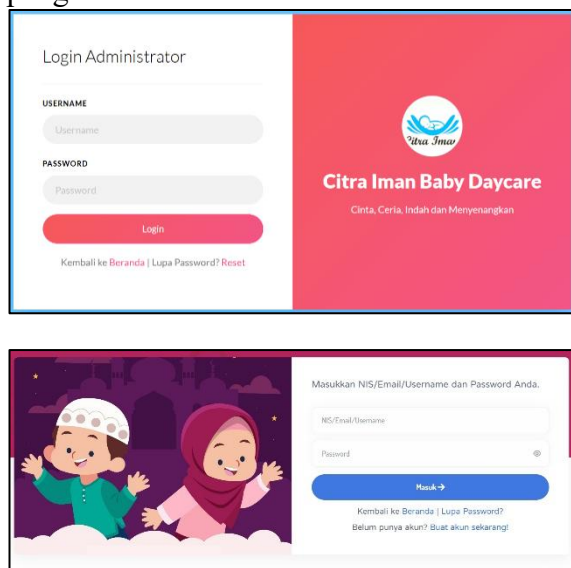 Login Administrator
USERNAME
Username
PASSWORD
Password
Login
Kembali ke Beranda | Lupa Password? Reset
Citra Iman
Citra Iman Baby Daycare
Cinta, Ceria, Indah dan Menyenangkan
Masukkan NIS/Email/Username dan Password Anda.
NIS/Email/Username
Password
Masuk →
Kembali ke Beranda | Lupa Password?
Belum punya akun? Buat akun sekarang!